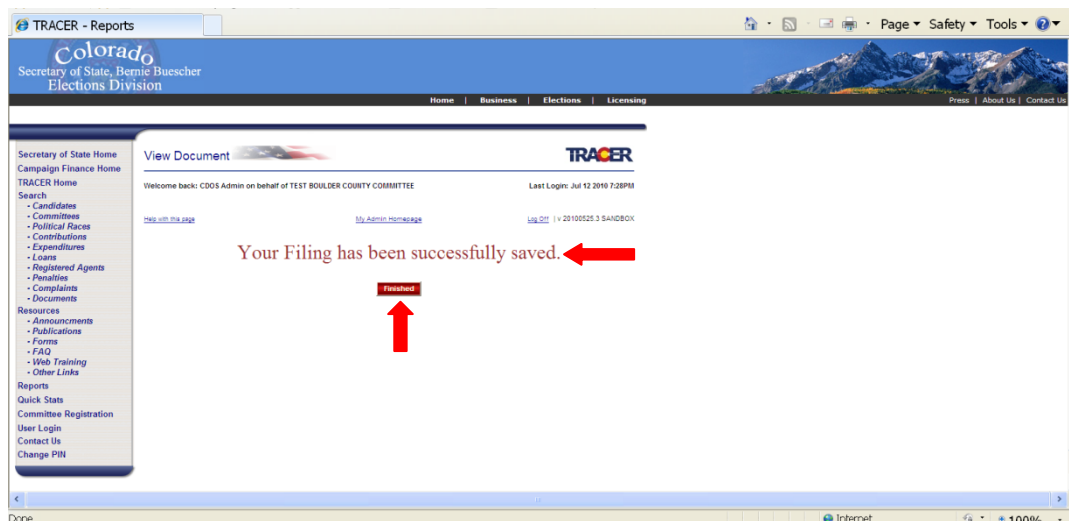 TRACER - Reports
Page Safety Tools
Colorado
Secretary of State, Bernie Buescher
Elections Division
Home | Business | Elections | Licensing
Press | About Us | Contact Us
Secretary of State Home
Campaign Finance Home
TRACER Home
Search
- Candidates
- Committees
- Political Races
- Contributions
- Expenditures
- Loans
- Registered Agents
- Penalties
- Complaints
- Documents
Resources
- Announcments
- Publications
- Forms
- FAQ
- Web Training
- Other Links
Reports
Quick Stats
Committee Registration
User Login
Contact Us
Change PIN
View Document
TRACER
Welcome back: CDOS Admin on behalf of TEST BOULDER COUNTY COMMITTEE
Last Login: Jul 12 2010 7:28PM
Help with this page
My Admin Homepage
Log Off | v 20100525.3 SANDBOX
Your Filing has been successfully saved.
Finished
Done
Internet
100%